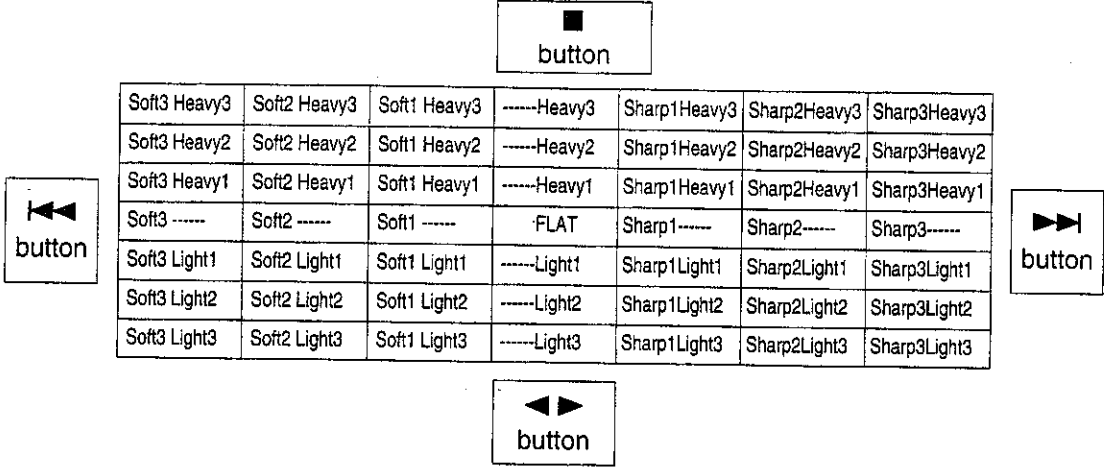 ■
button
Soft3 Heavy3 Soft2 Heavy3 Soft1 Heavy3 ------Heavy3 Sharp1Heavy3 Sharp2Heavy3 Sharp3Heavy3
Soft3 Heavy2 Soft2 Heavy2 Soft1 Heavy2 ------Heavy2 Sharp1Heavy2 Sharp2Heavy2 Sharp3Heavy2
Soft3 Heavy1 Soft2 Heavy1 Soft1 Heavy1 ------Heavy1 Sharp1Heavy1 Sharp2Heavy1 Sharp3Heavy1
Soft3 ------ Soft2 ------ Soft1 ------ FLAT Sharp1------ Sharp2------ Sharp3------
Soft3 Light1 Soft2 Light1 Soft1 Light1 ------Light1 Sharp1Light1 Sharp2Light1 Sharp3Light1
Soft3 Light2 Soft2 Light2 Soft1 Light2 ------Light2 Sharp1Light2 Sharp2Light2 Sharp3Light2
Soft3 Light3 Soft2 Light3 Soft1 Light3 ------Light3 Sharp1Light3 Sharp2Light3 Sharp3Light3
⏮
button
⏭
button
◀ ▶
button